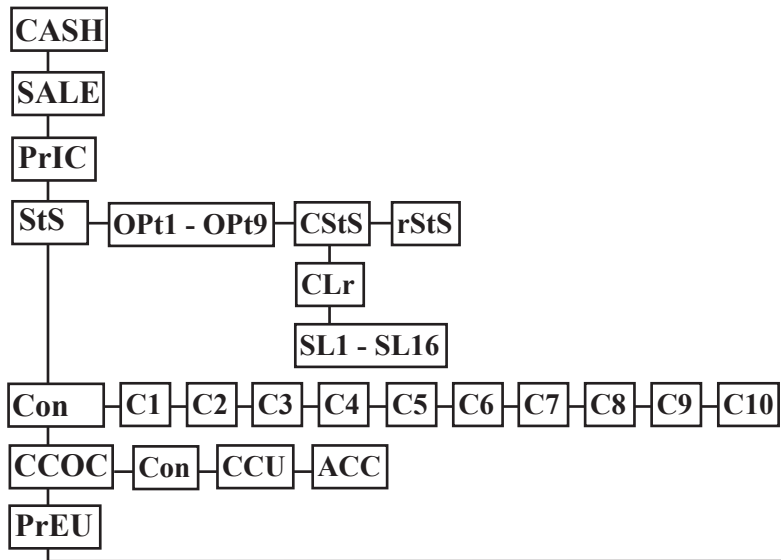 CASH
SALE
PrIC
StS OPt1 - OPt9 CStS rStS
CLr
SL1 - SL16
Con C1 C2 C3 C4 C5 C6 C7 C8 C9 C10
CCOC Con CCU ACC
PrEU